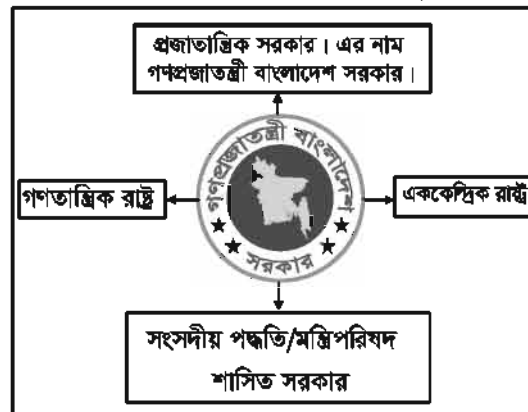 প্রজাতান্ত্রিক সরকার। এর নাম
গণপ্রজাতন্ত্রী বাংলাদেশ সরকার।
গণপ্রজাতন্ত্রী বাংলাদেশ
গণতান্ত্রিক রাষ্ট্র
এককেন্দ্রিক রাষ্ট্র
সরকার
সংসদীয় পদ্ধতি/মন্ত্রিপরিষদ
শাসিত সরকার